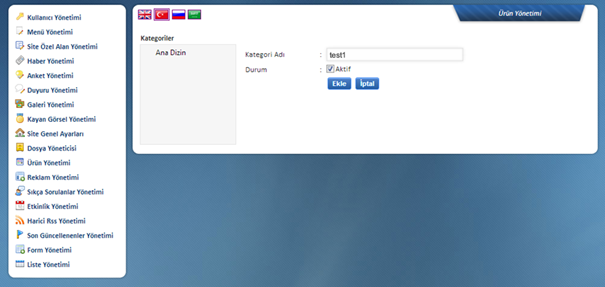 Kullanıcı Yönetimi
Menü Yönetimi
Site Özel Alan Yönetimi
Haber Yönetimi
Anket Yönetimi
Duyuru Yönetimi
Galeri Yönetimi
Kayan Görsel Yönetimi
Site Genel Ayarları
Dosya Yöneticisi
Ürün Yönetimi
Reklam Yönetimi
Sıkça Sorulanlar Yönetimi
Etkinlik Yönetimi
Harici Rss Yönetimi
Son Güncellenenler Yönetimi
Form Yönetimi
Liste Yönetimi
Ürün Yönetimi
Kategoriler
Ana Dizin
Kategori Adı : test1
Durum : Aktif
Ekle İptal